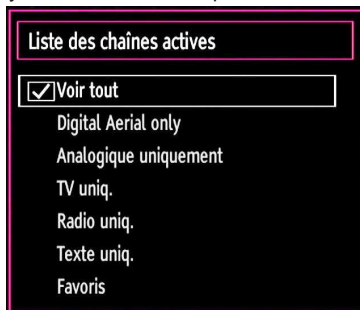 Liste des chaînes actives
Voir tout
Digital Aerial only
Analogique uniquement
TV uniq.
Radio uniq.
Texte uniq.
Favoris